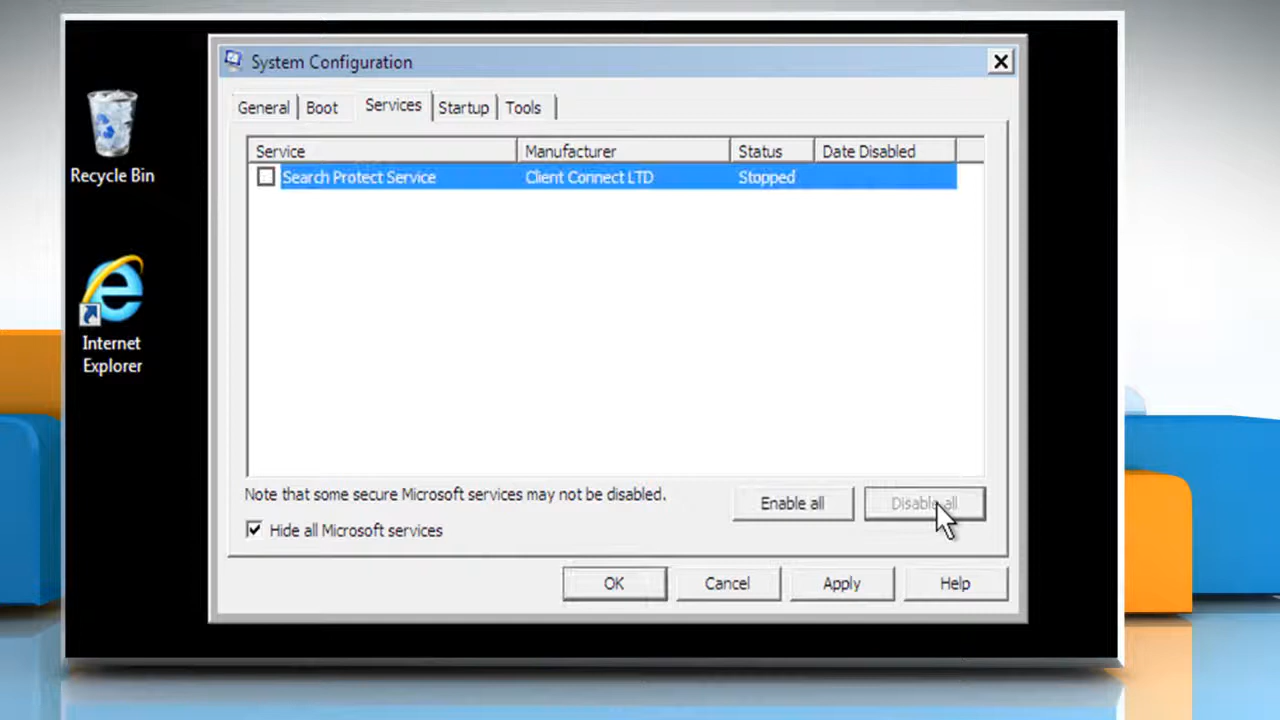 System Configuration
General Boot Services Startup Tools
Service Manufacturer Status Date Disabled
Search Protect Service Client Connect LTD Stopped
Recycle Bin
Internet
Explorer
Note that some secure Microsoft services may not be disabled.
Enable all Disable all
Hide all Microsoft services
OK Cancel Apply Help